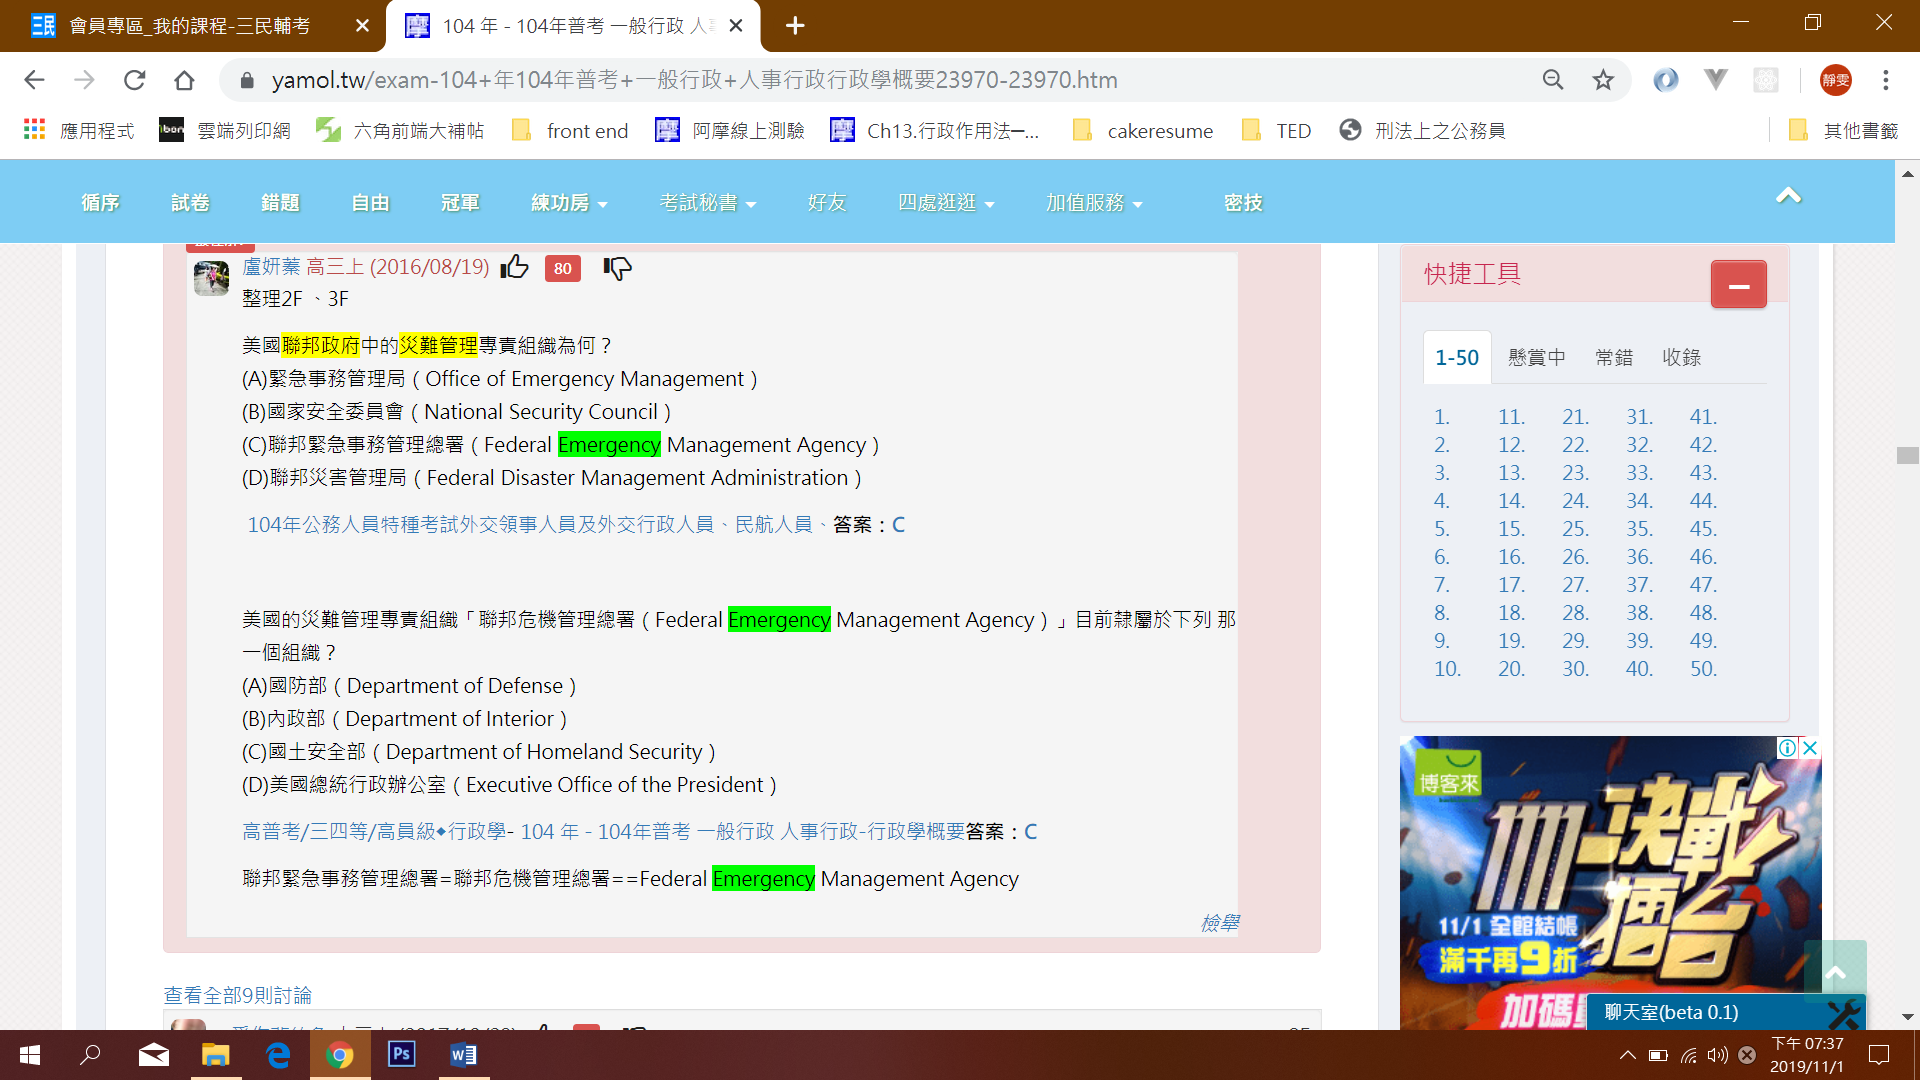 會員專區_我的課程-三民輔考
104 年 - 104年普考 一般行政 人
yamol.tw/exam-104+年104年普考+一般行政+人事行政行政學概要23970-23970.htm
靜雯
應用程式
ibon
雲端列印網
六角前端大補帖
front end
阿摩線上測驗
Ch13.行政作用法─...
cakeresume
TED
刑法上之公務員
其他書籤
循序
試卷
錯題
自由
冠軍
練功房
考試秘書
好友
四處逛逛
加值服務
密技
盧妍蓁 高三上 (2016/08/19)
80
整理2F 、3F
美國聯邦政府中的災難管理專責組織為何？
(A)緊急事務管理局（Office of Emergency Management）
(B)國家安全委員會（National Security Council）
(C)聯邦緊急事務管理總署（Federal Emergency Management Agency）
(D)聯邦災害管理局（Federal Disaster Management Administration）
104年公務人員特種考試外交領事人員及外交行政人員、民航人員、答案：C
美國的災難管理專責組織「聯邦危機管理總署（Federal Emergency Management Agency）」目前隸屬於下列 那
一個組織？
(A)國防部（Department of Defense）
(B)內政部（Department of Interior）
(C)國土安全部（Department of Homeland Security）
(D)美國總統行政辦公室（Executive Office of the President）
高普考/三四等/高員級◆行政學- 104 年 - 104年普考 一般行政 人事行政-行政學概要答案：C
聯邦緊急事務管理總署=聯邦危機管理總署==Federal Emergency Management Agency
檢舉
查看全部9則討論
快捷工具
1-50 懸賞中 常錯 收錄
1. 11. 21. 31. 41.
2. 12. 22. 32. 42.
3. 13. 23. 33. 43.
4. 14. 24. 34. 44.
5. 15. 25. 35. 45.
6. 16. 26. 36. 46.
7. 17. 27. 37. 47.
8. 18. 28. 38. 48.
9. 19. 29. 39. 49.
10. 20. 30. 40. 50.
博客來
1111
決戰
擂台
11/1 全館結帳
滿千再9折
加碼
聊天室(beta 0.1)
下午 07:37
2019/11/1